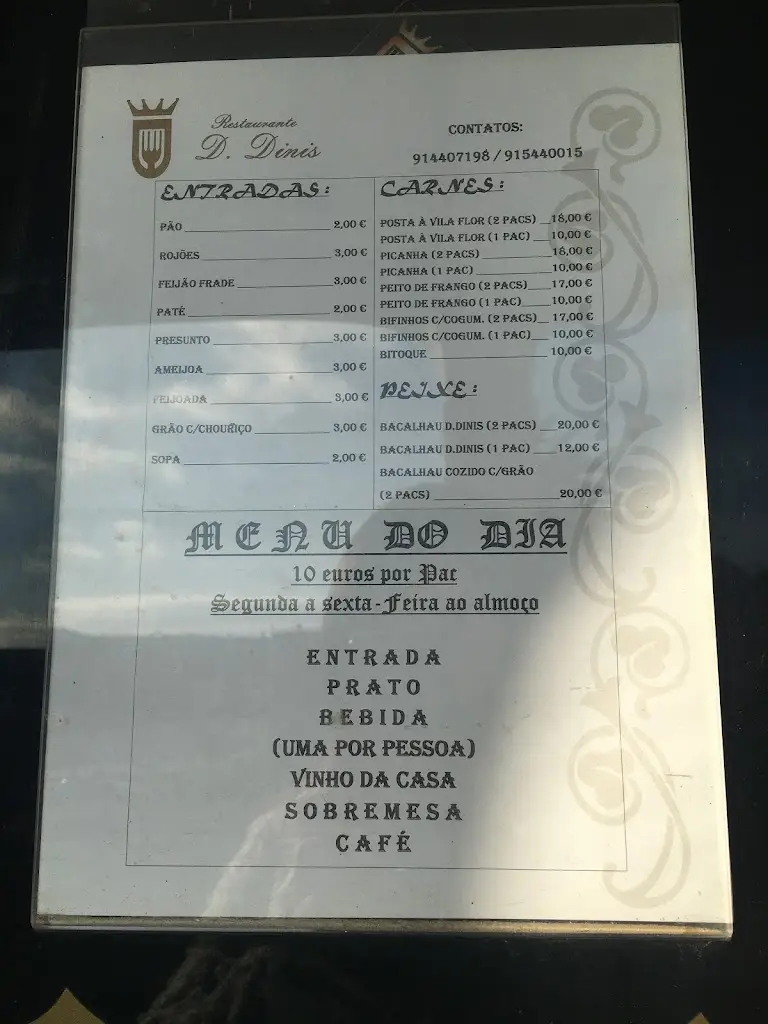 Restaurante
D. Dinis
CONTATOS:
914407198 / 915440015
ENTRADAS:
PÃO 2,00 €
ROJÕES 3,00 €
FEIJÃO FRADE 3,00 €
PATÉ 2,00 €
PRESUNTO 3,00 €
AMEIJOA 3,00 €
FEIJOADA 3,00 €
GRÃO C/CHOURIÇO 3,00 €
SOPA 2,00 €
CARNES:
POSTA À VILA FLOR (2 PACS) 18,00 €
POSTA À VILA FLOR (1 PAC) 10,00 €
PICANHA (2 PACS) 18,00 €
PICANHA (1 PAC) 10,00 €
PEITO DE FRANGO (2 PACS) 17,00 €
PEITO DE FRANGO (1 PAC) 10,00 €
BIFINHOS C/COGUM. (2 PACS) 17,00 €
BIFINHOS C/COGUM. (1 PAC) 10,00 €
BITOQUE 10,00 €
PEIXE:
BACALHAU D.DINIS (2 PACS) 20,00 €
BACALHAU D.DINIS (1 PAC) 12,00 €
BACALHAU COZIDO C/GRÃO
(2 PACS) 20,00 €
MENU DO DIA
10 euros por Pac
Segunda a sexta-Feira ao almoço
ENTRADA
PRATO
BEBIDA
(UMA POR PESSOA)
VINHO DA CASA
SOBREMESA
CAFÉ